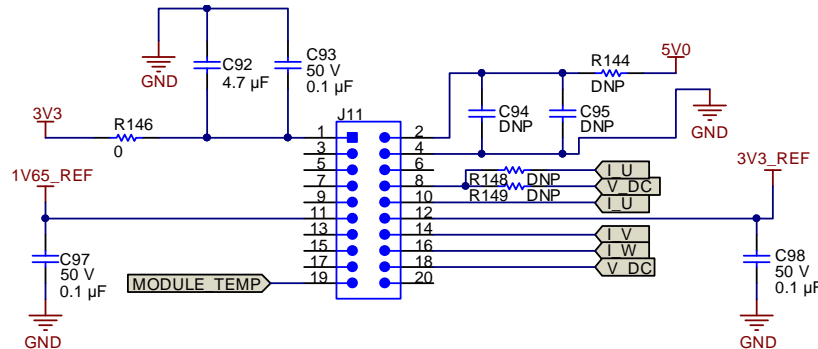 C92
4.7 µF
C93
50 V
0.1 µF
GND
R144
DNP
5V0
3V3
R146
0
J11
C94
DNP
C95
DNP
GND
1 2
3 4
5 6
7 8
9 10
11 12
13 14
15 16
17 18
19 20
R148 DNP
R149 DNP
I_U
V_DC
I_U
I_V
I_W
V_DC
1V65_REF
3V3_REF
C97
50 V
0.1 µF
MODULE_TEMP
C98
50 V
0.1 µF
GND
GND